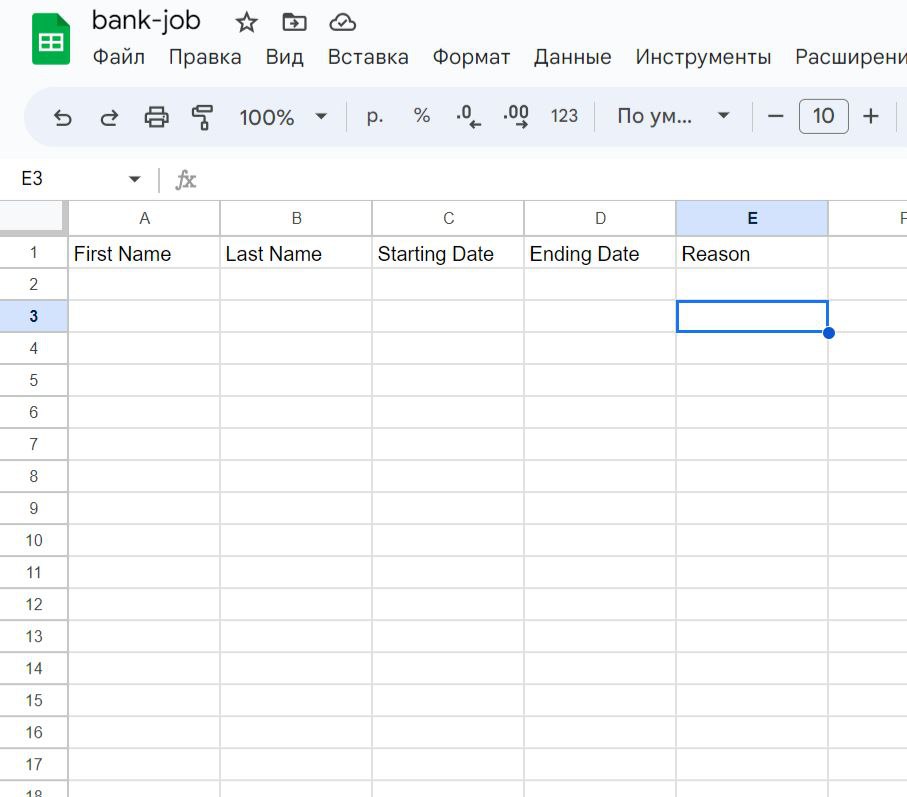 bank-job
Файл Правка Вид Вставка Формат Данные Инструменты Расширени
100% р. % .0 .00 123 По ум... 10
E3 fx
A B C D E
1 First Name Last Name Starting Date Ending Date Reason
2
3
4
5
6
7
8
9
10
11
12
13
14
15
16
17
18